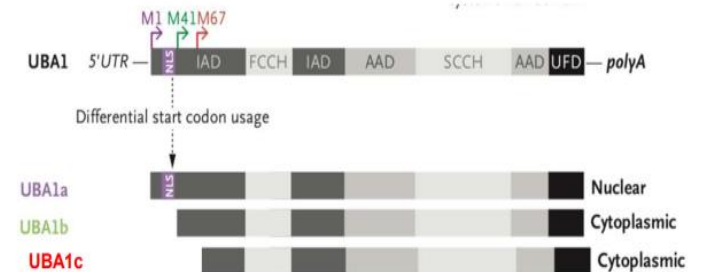 M1 M41 M67
UBA1 5'UTR — NLS IAD FCCH IAD AAD SCCH AAD UFD — polyA
Differential start codon usage
UBA1a NLS Nuclear
UBA1b Cytoplasmic
UBA1c Cytoplasmic